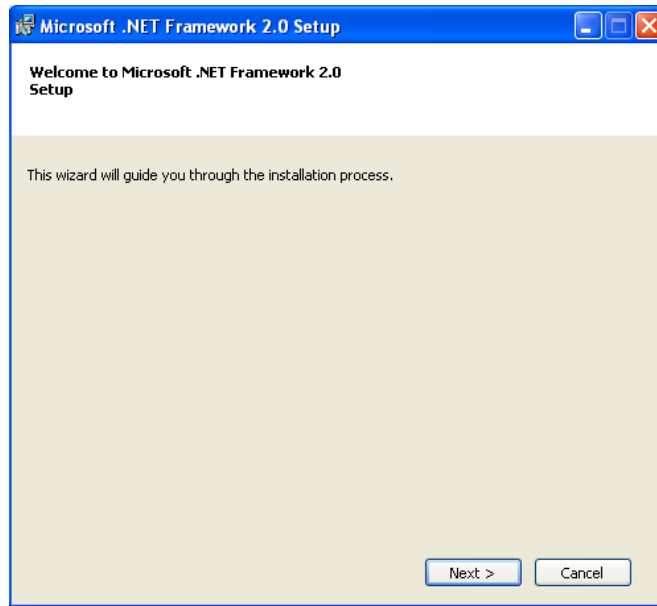 Microsoft .NET Framework 2.0 Setup
Welcome to Microsoft .NET Framework 2.0
Setup
This wizard will guide you through the installation process.
Next > Cancel